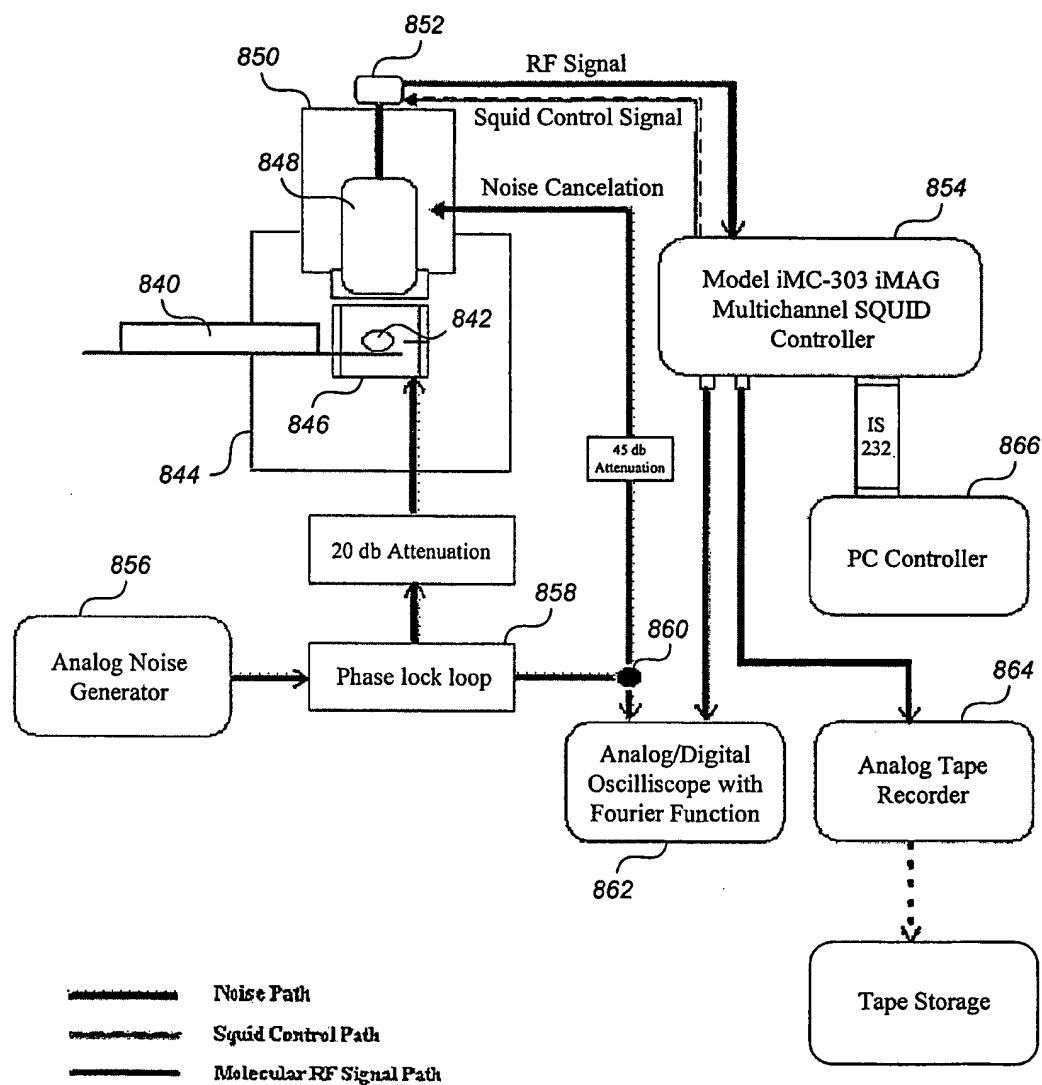 852
850
RF Signal
Squid Control Signal
848
Noise Cancelation
854
Model iMC-303 iMAG
Multichannel SQUID
Controller
840
842
846
844
45 db
Attenuation
IS
232
866
PC Controller
20 db Attenuation
856
858
860
Analog Noise
Generator
Phase lock loop
864
Analog/Digital
Oscilliscope with
Fourier Function
Analog Tape
Recorder
862
Tape Storage
Noise Path
Squid Control Path
Molecular RF Signal Path